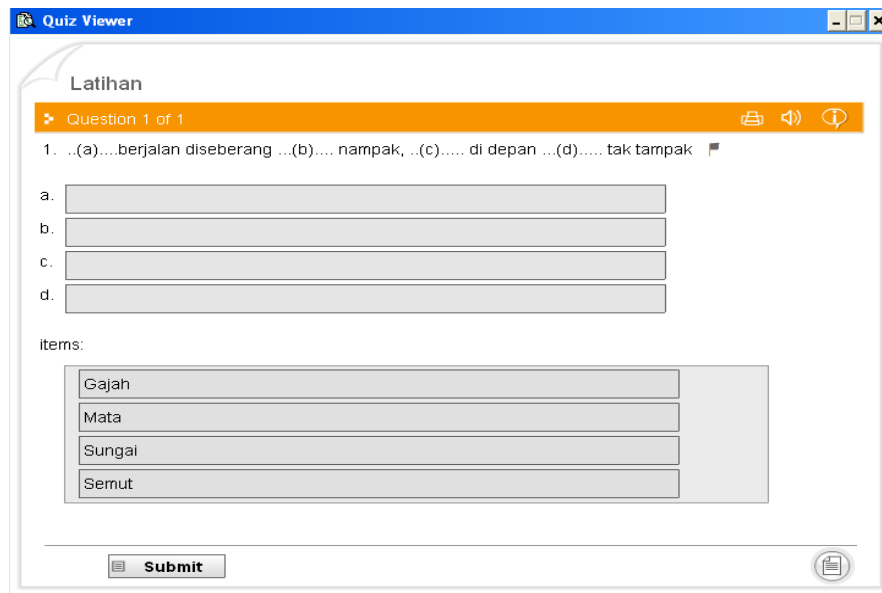 Quiz Viewer
Latihan
Question 1 of 1
1. ..(a)....berjalan diseberang ...(b).... nampak, ..(c)..... di depan ...(d)..... tak tampak
a.
b.
c.
d.
items:
Gajah
Mata
Sungai
Semut
Submit